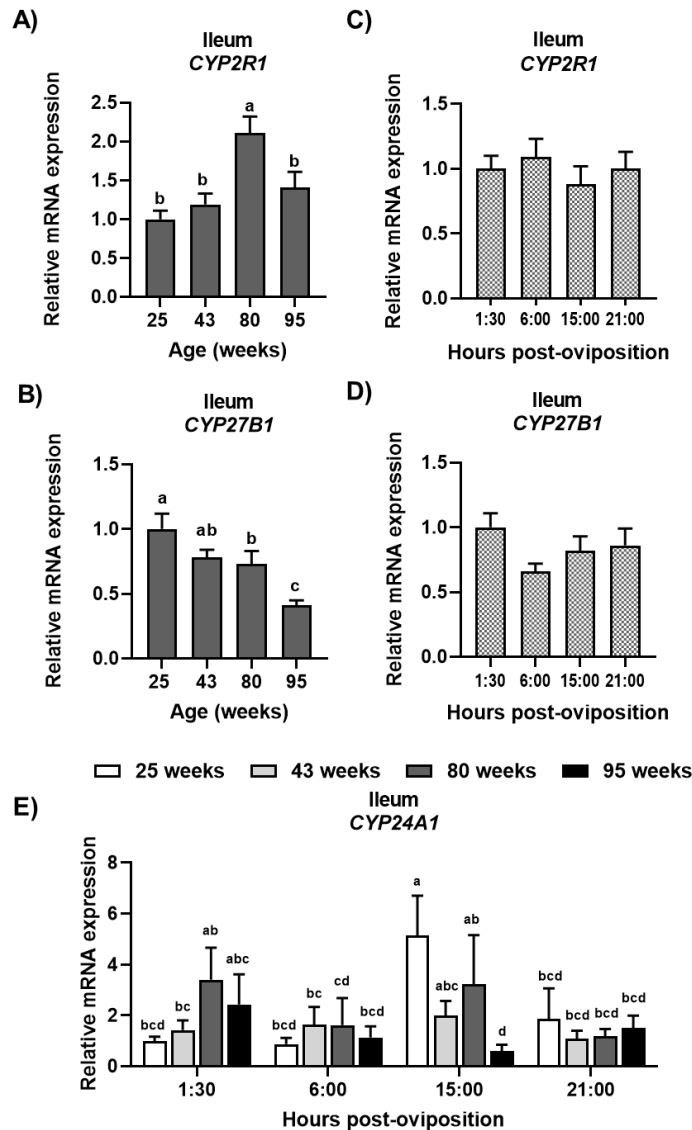 A)
Ileum
CYP2R1
Relative mRNA expression
2.5
2.0
1.5
1.0
0.5
0.0
b
b
a
b
25 43 80 95
Age (weeks)
C)
Ileum
CYP2R1
Relative mRNA expression
1.5
1.0
0.5
0.0
1:30 6:00 15:00 21:00
Hours post-oviposition
B)
Ileum
CYP27B1
Relative mRNA expression
1.5
1.0
0.5
0.0
a
ab
b
c
25 43 80 95
Age (weeks)
D)
Ileum
CYP27B1
Relative mRNA expression
1.5
1.0
0.5
0.0
1:30 6:00 15:00 21:00
Hours post-oviposition
25 weeks 43 weeks 80 weeks 95 weeks
E)
Ileum
CYP24A1
Relative mRNA expression
8
6
4
2
0
bcd bc ab abc
bcd bc cd bcd
a abc ab d
bcd bcd bcd bcd
1:30 6:00 15:00 21:00
Hours post-oviposition